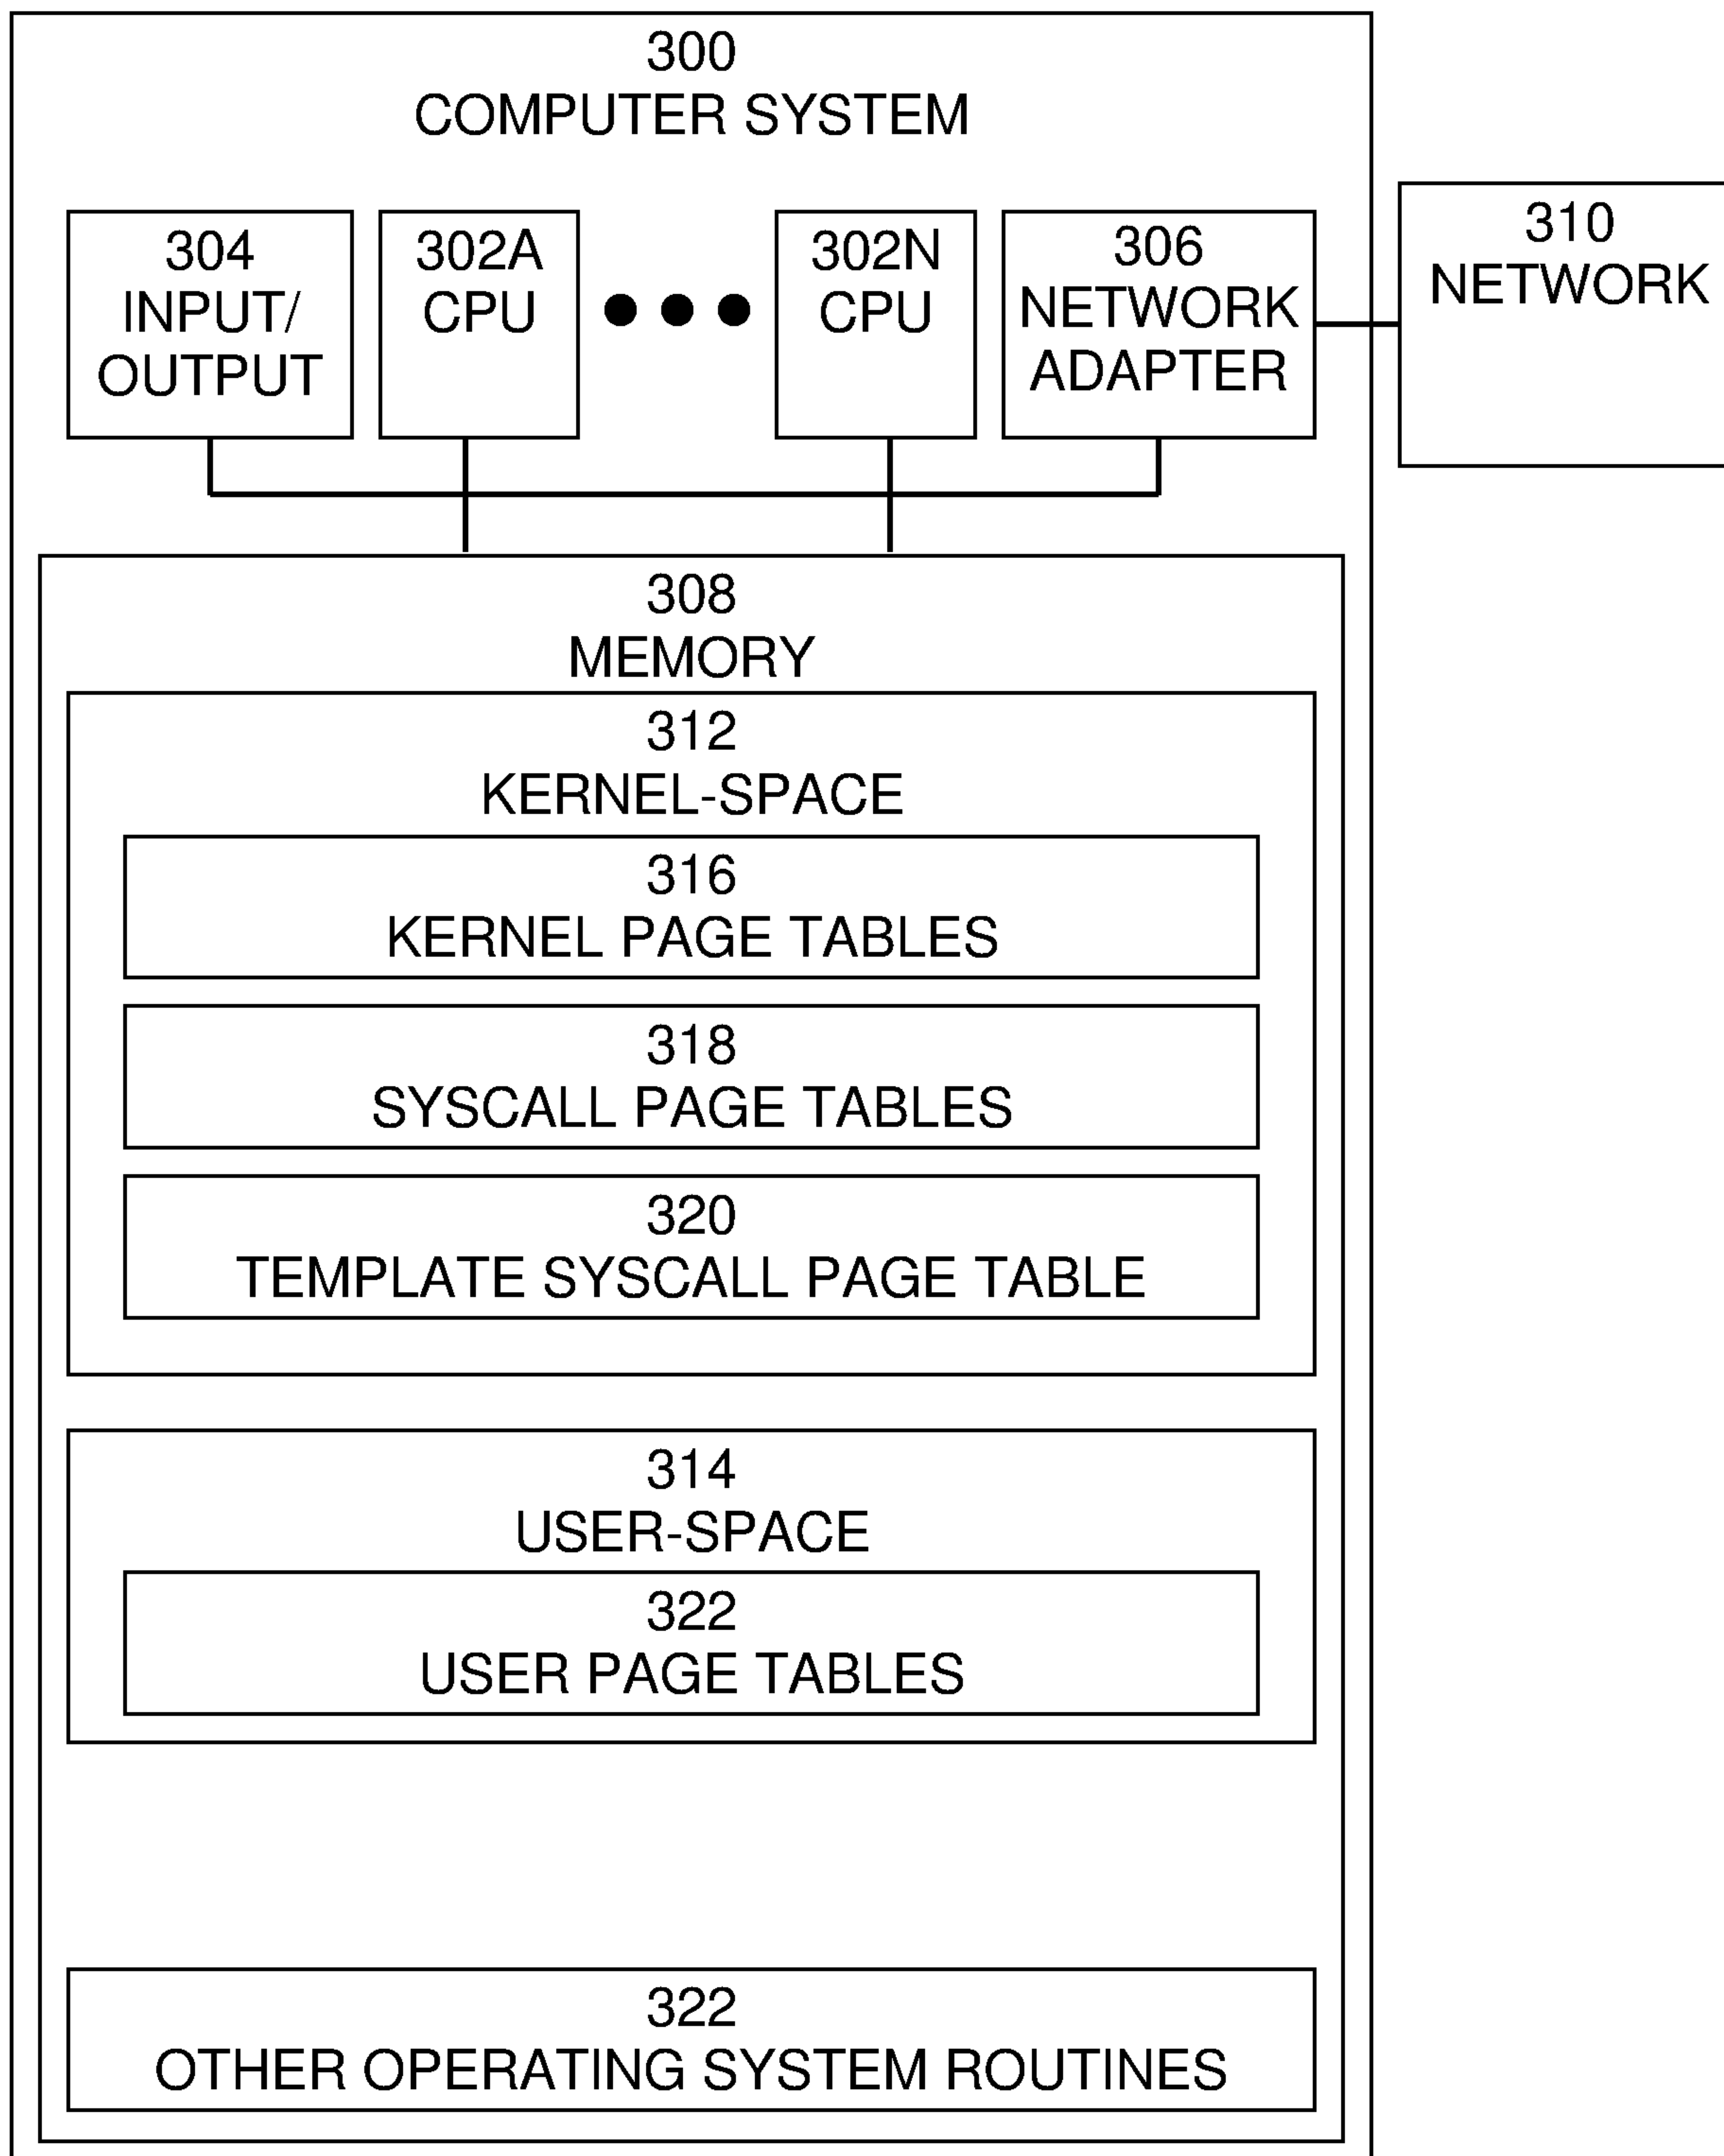 300
COMPUTER SYSTEM
304
INPUT/
OUTPUT
302A
CPU
302N
CPU
306
NETWORK
ADAPTER
310
NETWORK
308
MEMORY
312
KERNEL-SPACE
316
KERNEL PAGE TABLES
318
SYSCALL PAGE TABLES
320
TEMPLATE SYSCALL PAGE TABLE
314
USER-SPACE
322
USER PAGE TABLES
322
OTHER OPERATING SYSTEM ROUTINES